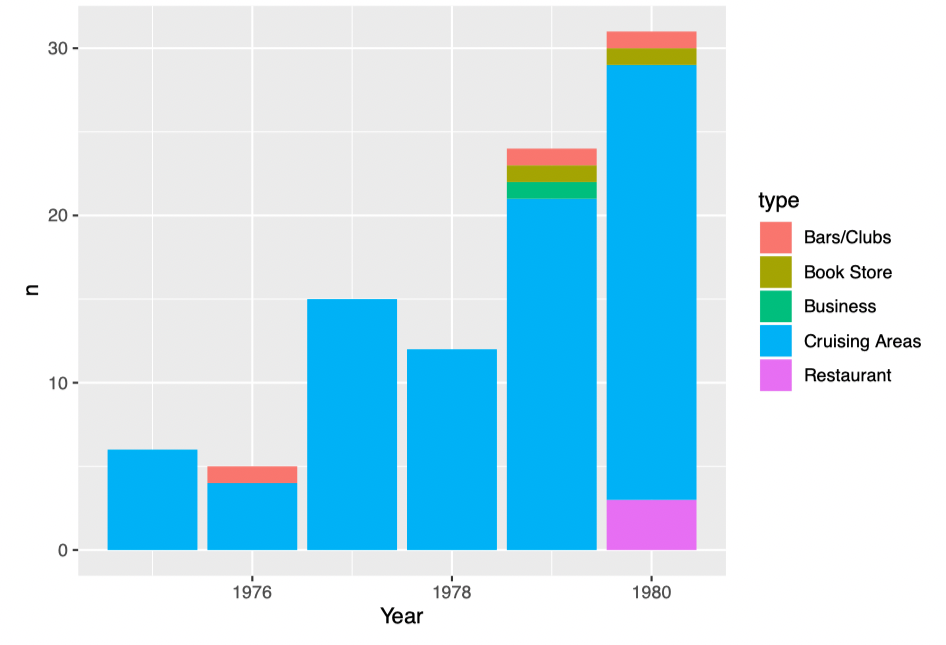 30
20
10
0
n
1976 1978 1980
Year
type
Bars/Clubs
Book Store
Business
Cruising Areas
Restaurant